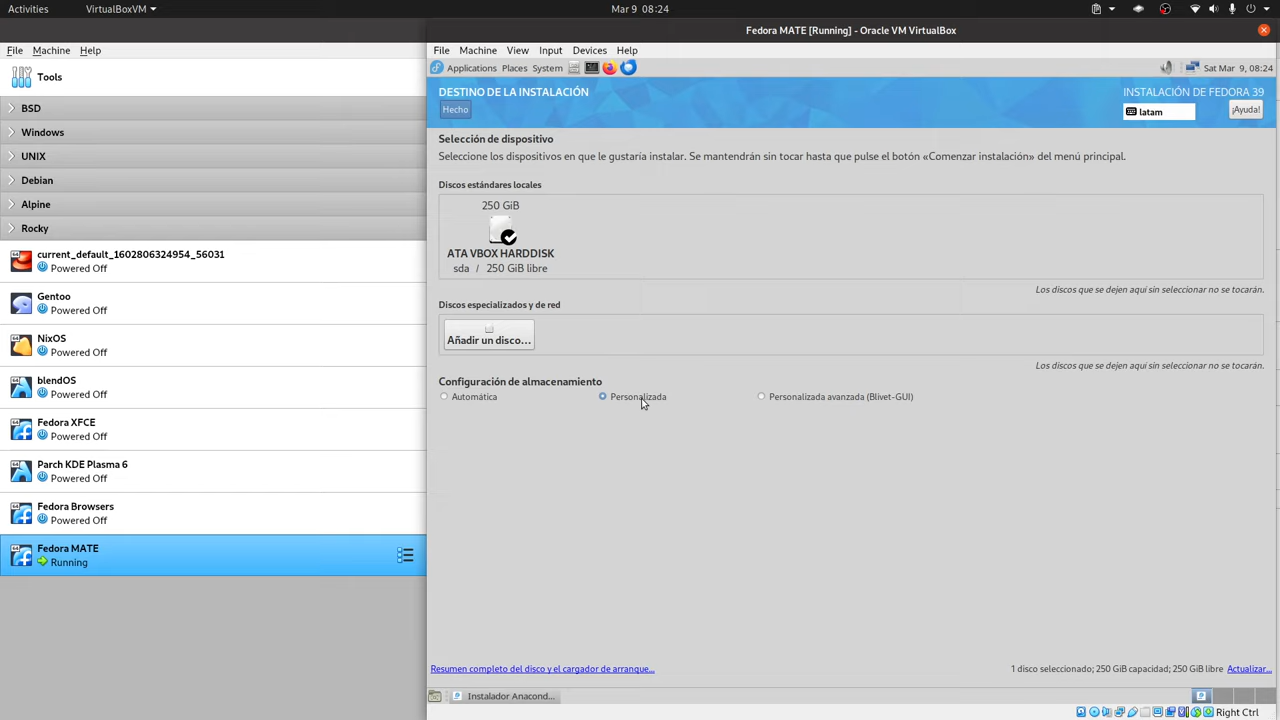 Activities
VirtualBoxVM
Mar 9 08:24
Fedora MATE [Running] - Oracle VM VirtualBox
File Machine Help
File Machine View Input Devices Help
Tools
Applications Places System
Sat Mar 9, 08:24
DESTINO DE LA INSTALACIÓN
INSTALACIÓN DE FEDORA 39
Hecho
latam
¡Ayuda!
BSD
Windows
UNIX
Debian
Alpine
Rocky
current_default_1602806324954_56031
Powered Off
Gentoo
Powered Off
NixOS
Powered Off
blendOS
Powered Off
Fedora XFCE
Powered Off
Parch KDE Plasma 6
Powered Off
Fedora Browsers
Powered Off
Fedora MATE
Running
Selección de dispositivo
Seleccione los dispositivos en que le gustaría instalar. Se mantendrán sin tocar hasta que pulse el botón «Comenzar instalación» del menú principal.
Discos estándares locales
250 GiB
ATA VBOX HARDDISK
sda / 250 GiB libre
Los discos que se dejen aquí sin seleccionar no se tocarán.
Discos especializados y de red
Añadir un disco...
Los discos que se dejen aquí sin seleccionar no se tocarán.
Configuración de almacenamiento
Automática
Personalizada
Personalizada avanzada (Blivet-GUI)
Resumen completo del disco y el cargador de arranque...
1 disco seleccionado; 250 GiB capacidad; 250 GiB libre
Actualizar...
Instalador Anacond...
Right Ctrl